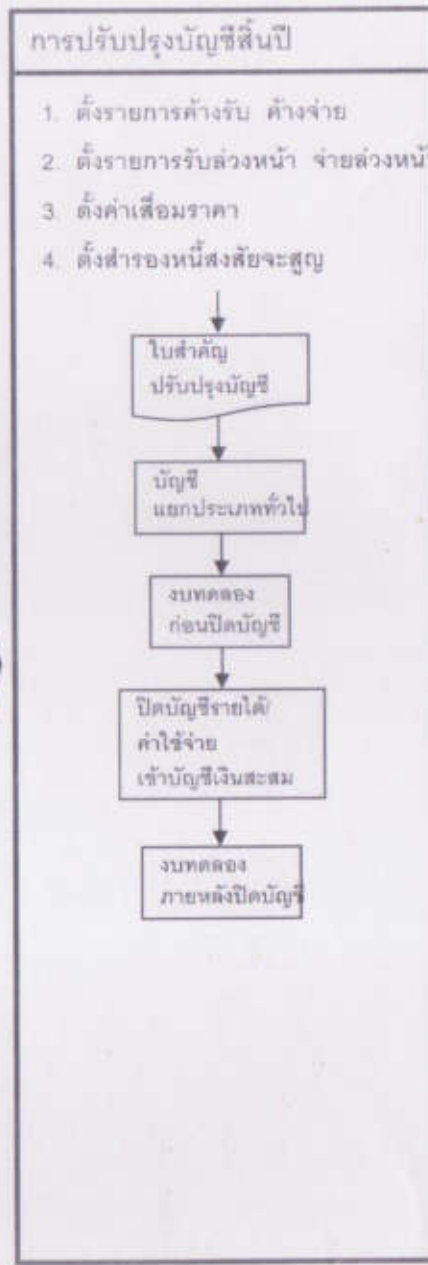 การปรับปรุงบัญชีสิ้นปี
1. ตั้งรายการค้างรับ ค้างจ่าย
2. ตั้งรายการรับล่วงหน้า จ่ายล่วงหน้า
3. ตั้งค่าเสื่อมราคา
4. ตั้งสำรองหนี้สงสัยจะสูญ
ใบสำคัญ
ปรับปรุงบัญชี
บัญชี
แยกประเภททั่วไป
งบทดลอง
ก่อนปิดบัญชี
ปิดบัญชีรายได้/
ค่าใช้จ่าย
เข้าบัญชีเงินสะสม
งบทดลอง
ภายหลังปิดบัญชี